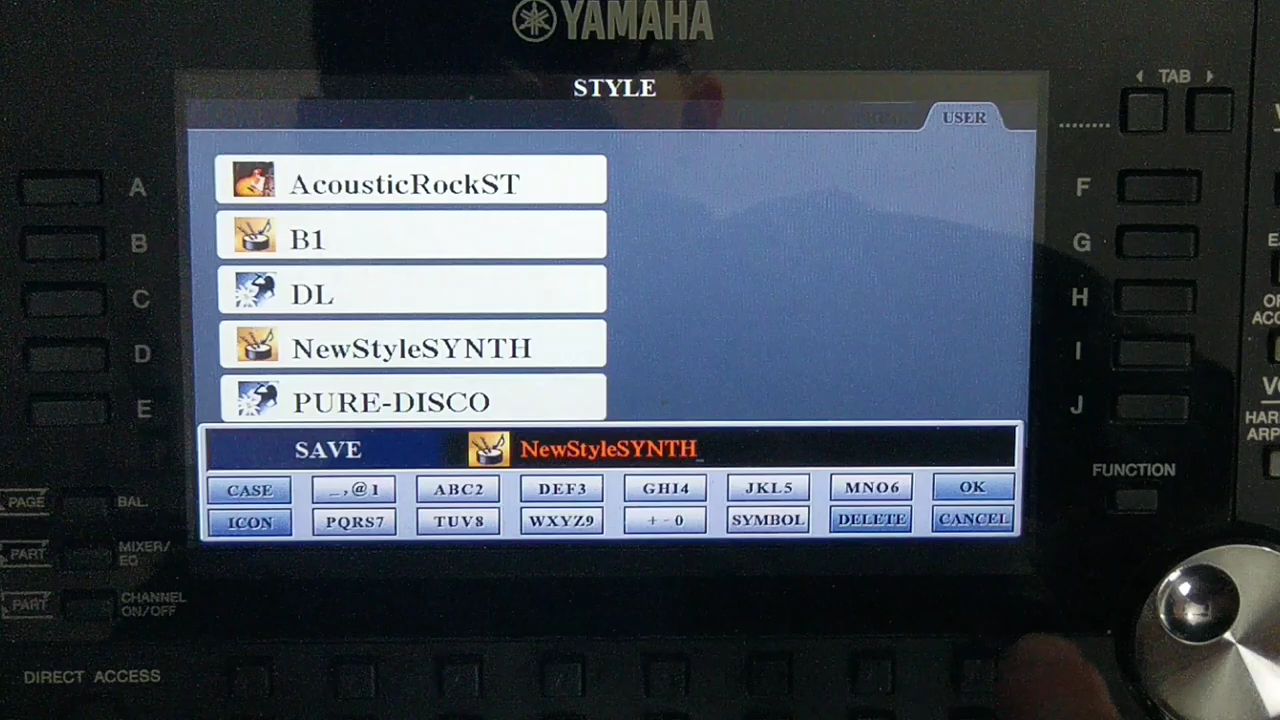 YAMAHA
STYLE
TAB
USER
A
AcousticRockST
F
B
B1
G
C
DL
H
D
NewStyleSYNTH
I
E
PURE-DISCO
J
SAVE
NewStyleSYNTH_
FUNCTION
CASE
_,@1
ABC2
DEF3
GHI4
JKL5
MNO6
OK
ICON
PQRS7
TUV8
WXYZ9
+-0
SYMBOL
DELETE
CANCEL
PAGE
BAL.
PART
MIXER/
EQ
PART
CHANNEL
ON/OFF
DIRECT ACCESS